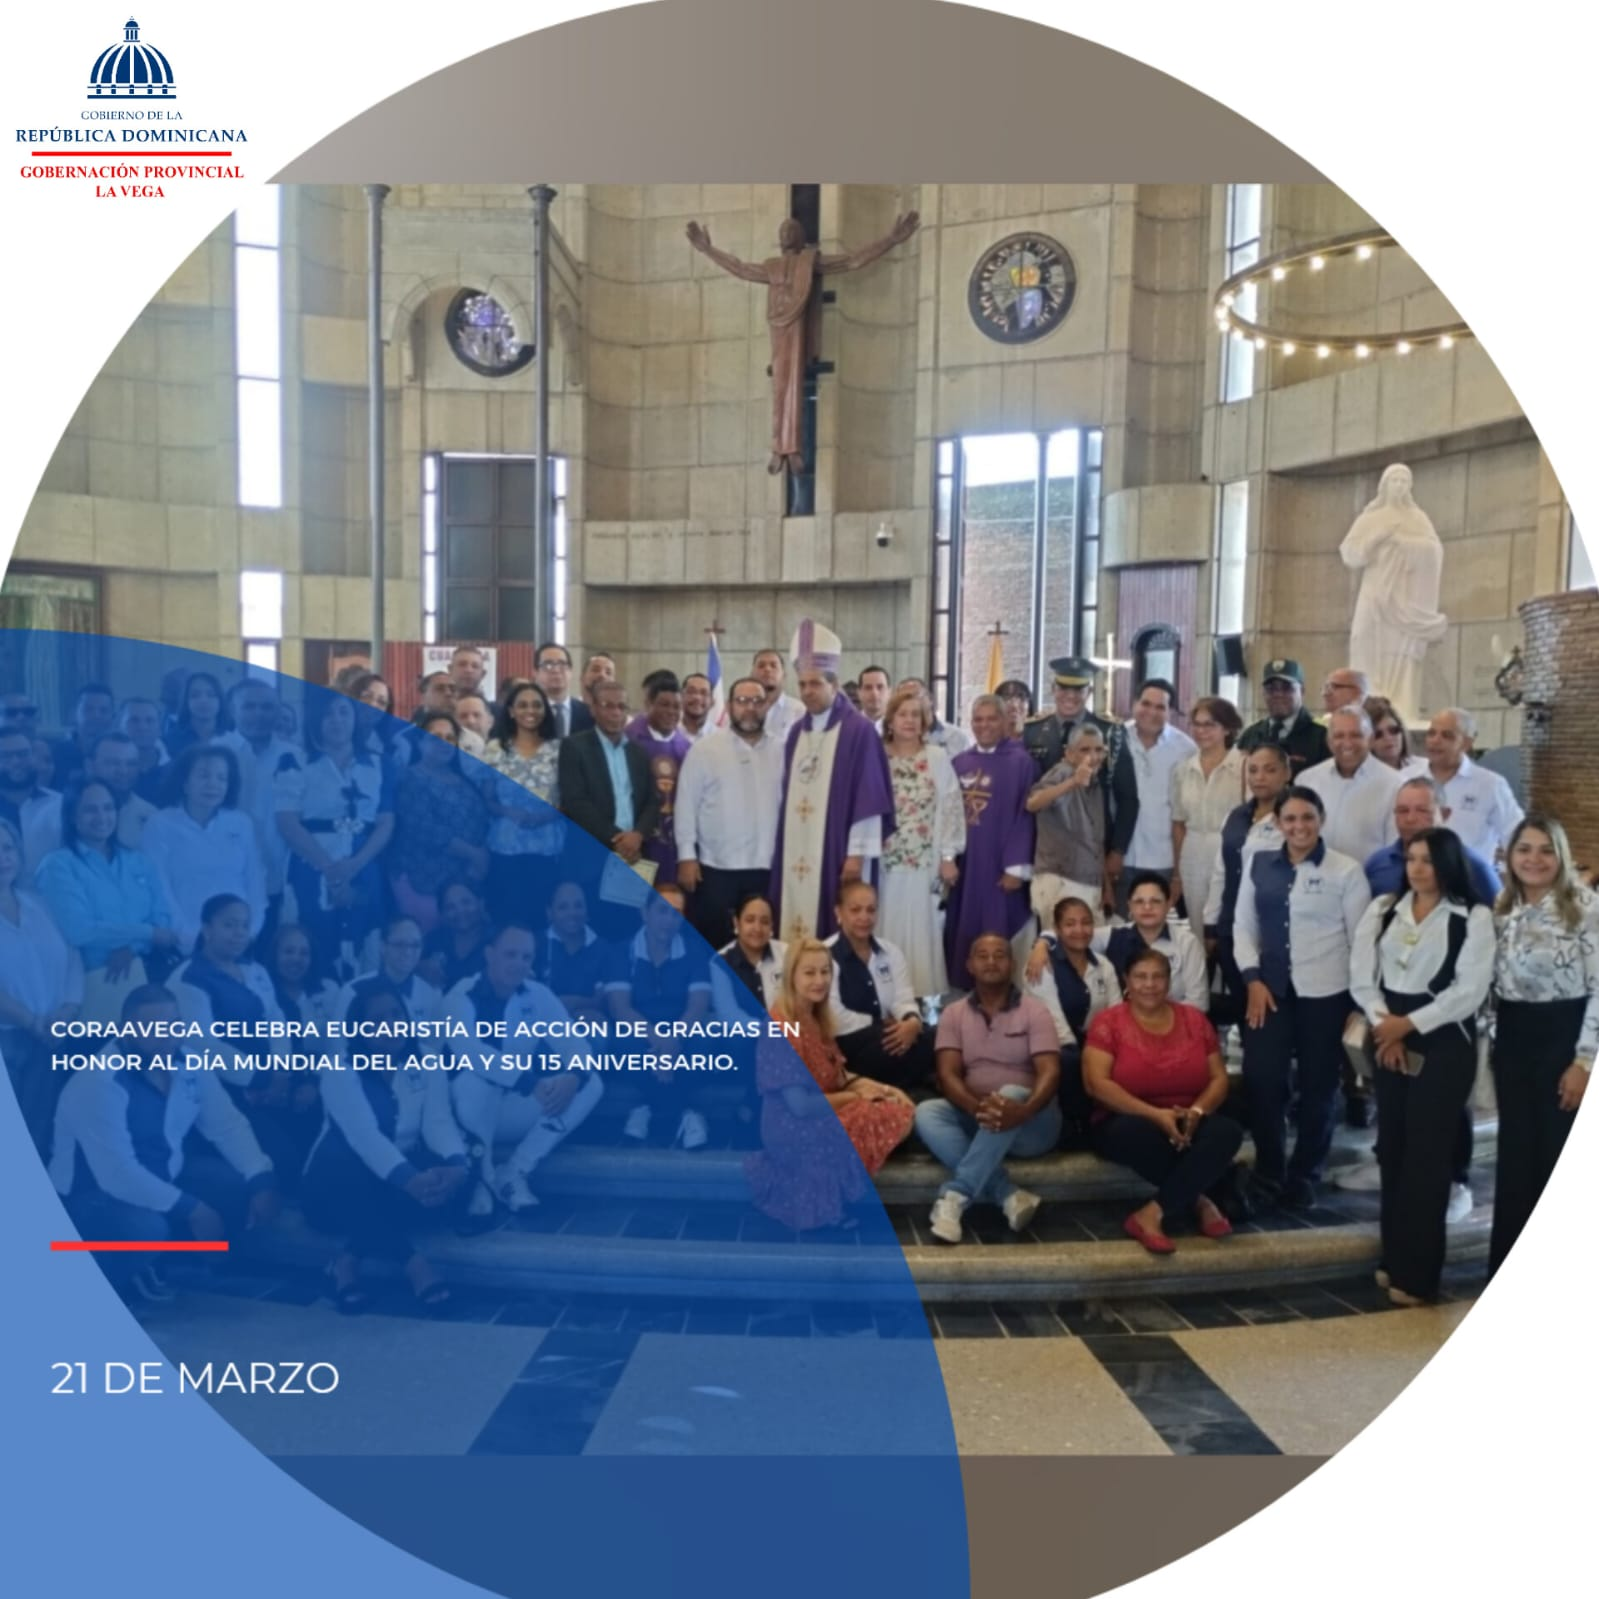 GOBIERNO DE LA
REPÚBLICA DOMINICANA
GOBERNACIÓN PROVINCIAL
LA VEGA
CORAAVEGA CELEBRA EUCARISTÍA DE ACCIÓN DE GRACIAS EN
HONOR AL DÍA MUNDIAL DEL AGUA Y SU 15 ANIVERSARIO.
21 DE MARZO